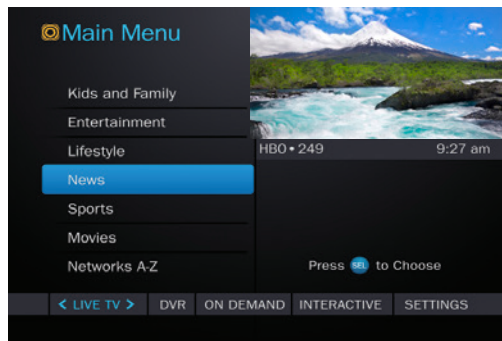 Main Menu
Kids and Family
Entertainment
Lifestyle
HBO • 249 9:27 am
News
Sports
Movies
Networks A-Z
Press SEL to Choose
< LIVE TV > DVR ON DEMAND INTERACTIVE SETTINGS